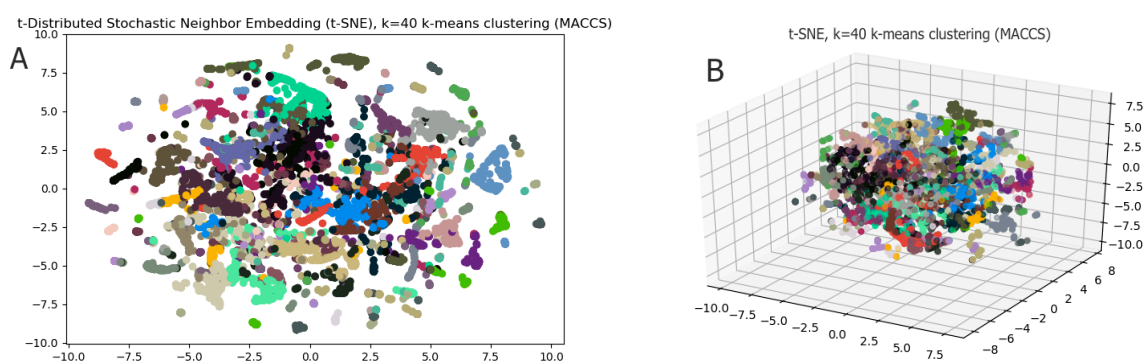 t-Distributed Stochastic Neighbor Embedding (t-SNE), k=40 k-means clustering (MACCS)
A
10.0
7.5
5.0
2.5
0.0
−2.5
−5.0
−7.5
−10.0
−10.0 −7.5 −5.0 −2.5 0.0 2.5 5.0 7.5 10.0
t-SNE, k=40 k-means clustering (MACCS)
B
7.5
5.0
2.5
0.0
−2.5
−5.0
−7.5
−10.0
−10.0 −7.5 −5.0 −2.5 0.0 2.5 5.0 7.5
−8 −6 −4 −2 0 2 4 6 8